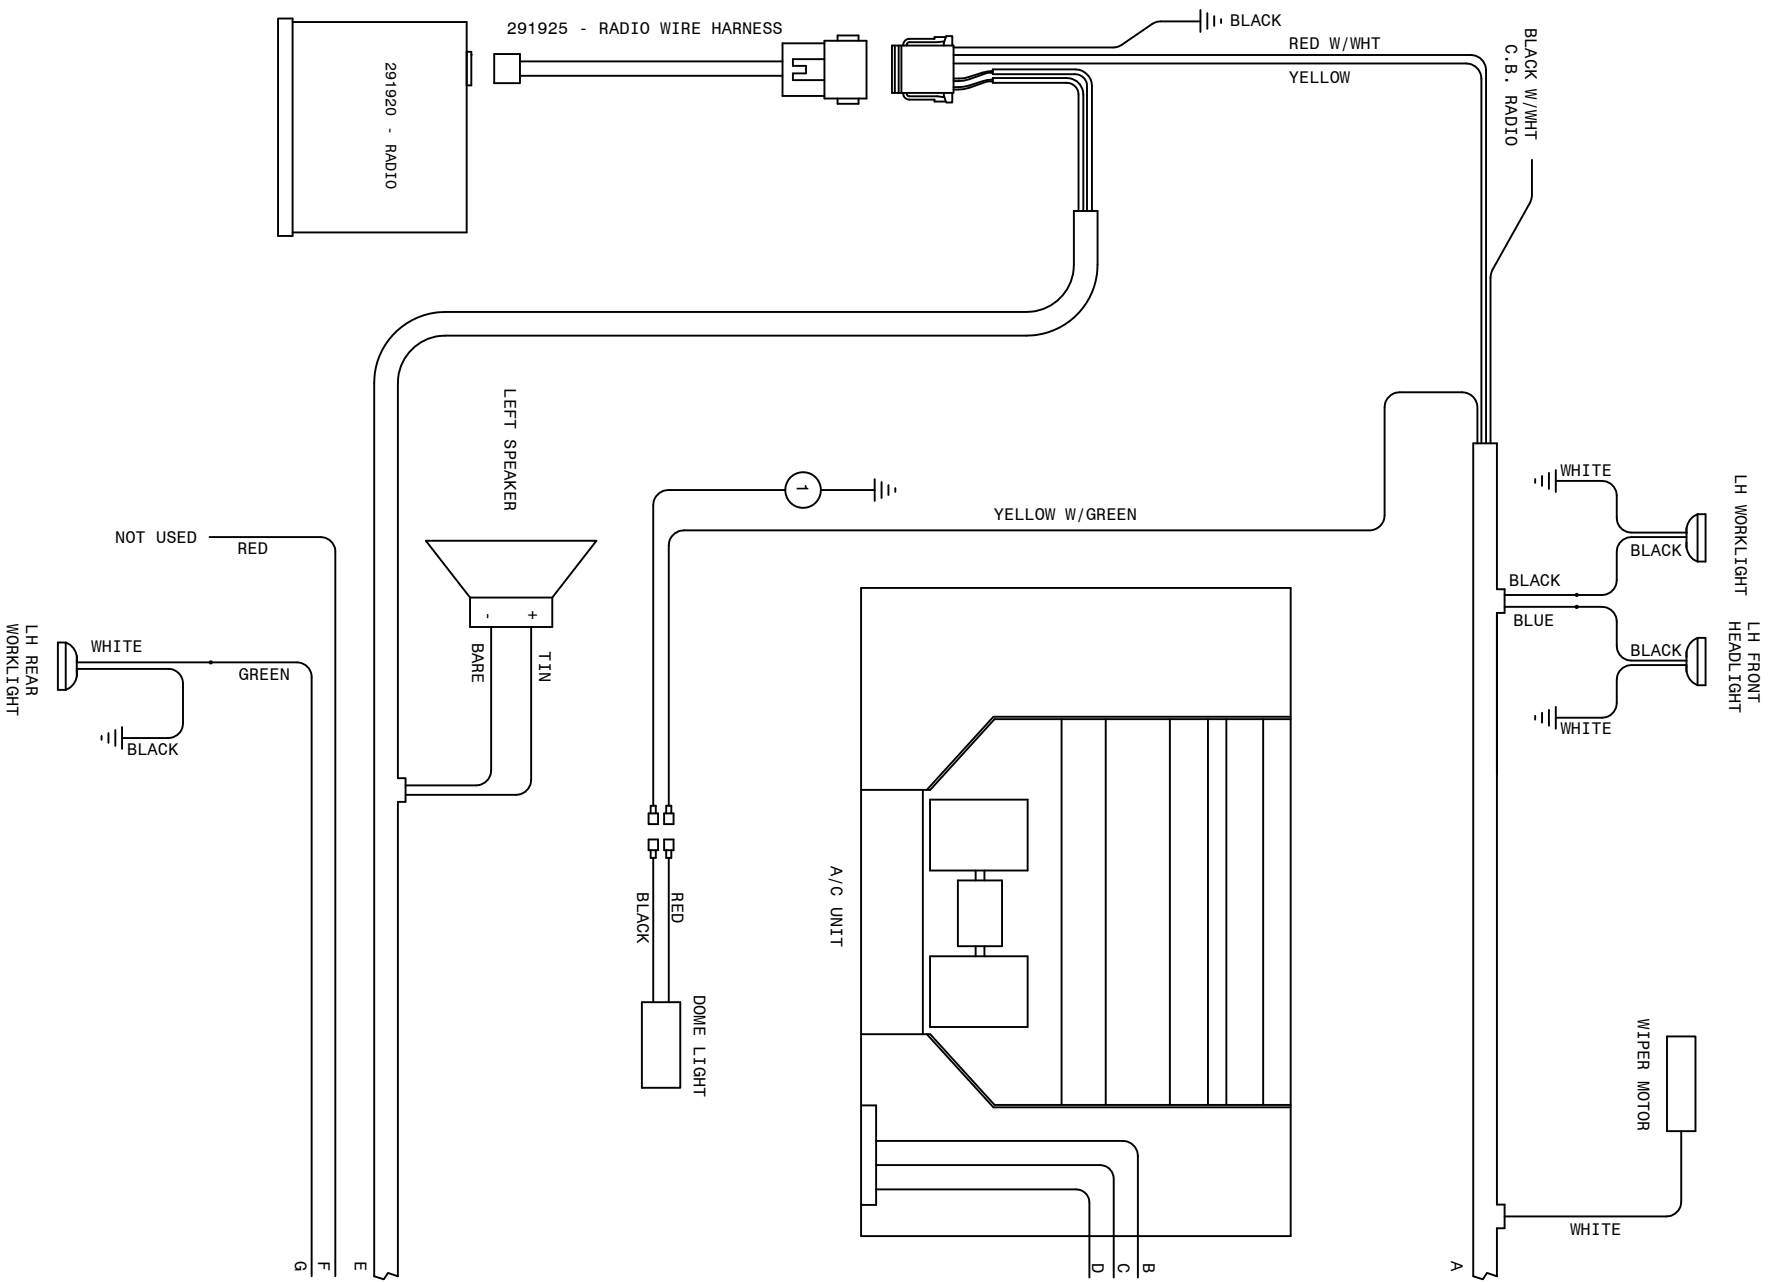 291925 - RADIO WIRE HARNESS
BLACK
RED W/WHT
YELLOW
BLACK W/WHT
C.B. RADIO
291920 - RADIO
LEFT SPEAKER
WHITE
LH WORKLIGHT
BLACK
BLACK
BLUE
LH FRONT
HEADLIGHT
BLACK
WHITE
1
YELLOW W/GREEN
NOT USED
RED
- +
BARE
TIN
LH REAR
WORKLIGHT
WHITE
GREEN
BLACK
RED
BLACK
DOME LIGHT
A/C UNIT
WIPER MOTOR
WHITE
G
F
E
D
C
B
A